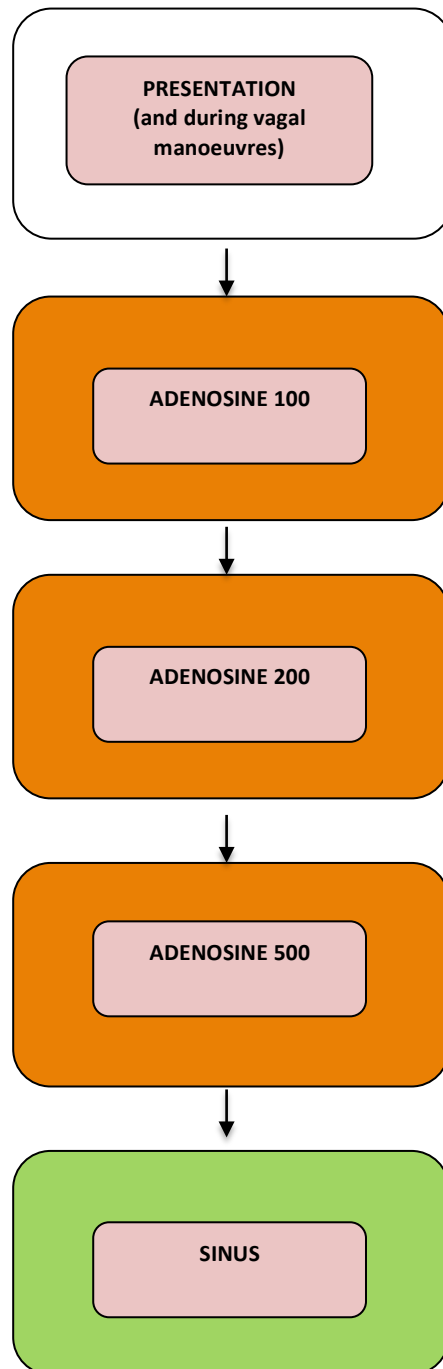 PRESENTATION
(and during vagal
manoeuvres)
ADENOSINE 100
ADENOSINE 200
ADENOSINE 500
SINUS